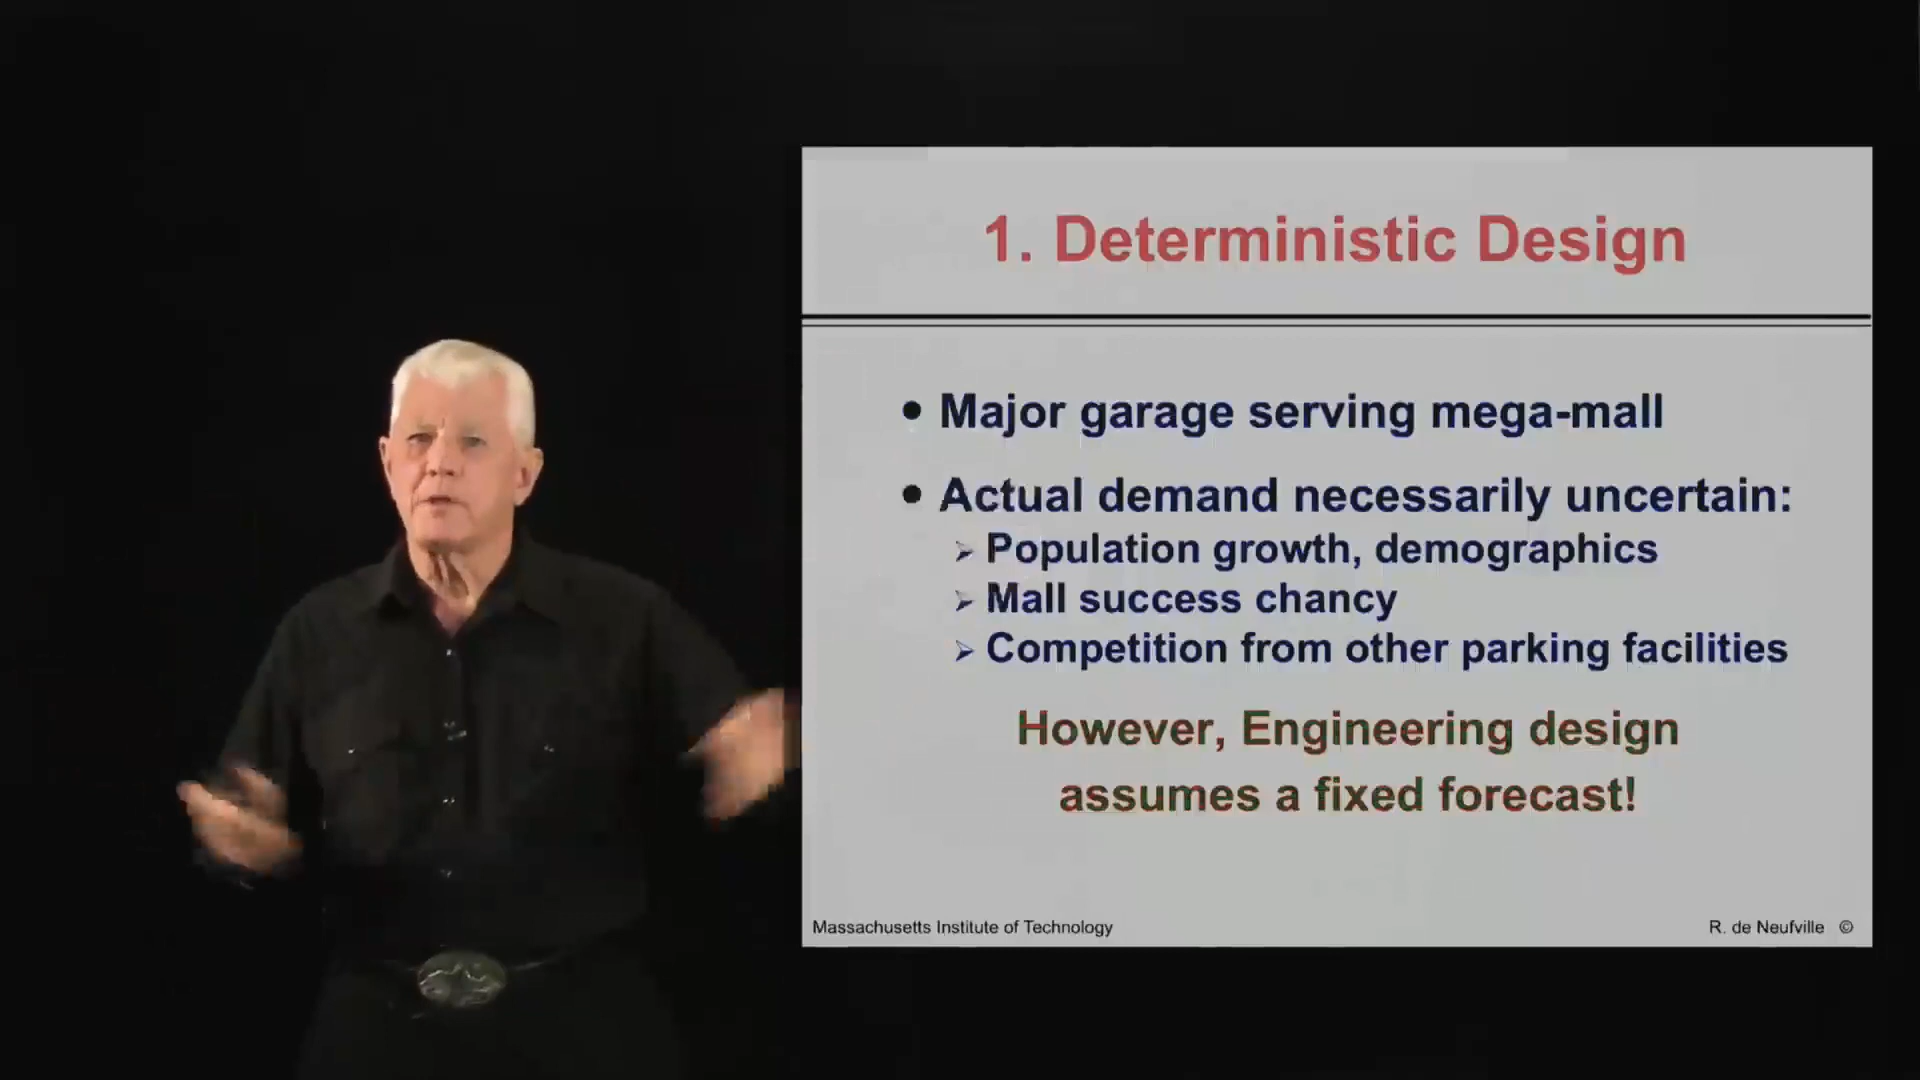 1. Deterministic Design
• Major garage serving mega-mall
• Actual demand necessarily uncertain:
➢ Population growth, demographics
➢ Mall success chancy
➢ Competition from other parking facilities
However, Engineering design
assumes a fixed forecast!
Massachusetts Institute of Technology
R. de Neufville ©